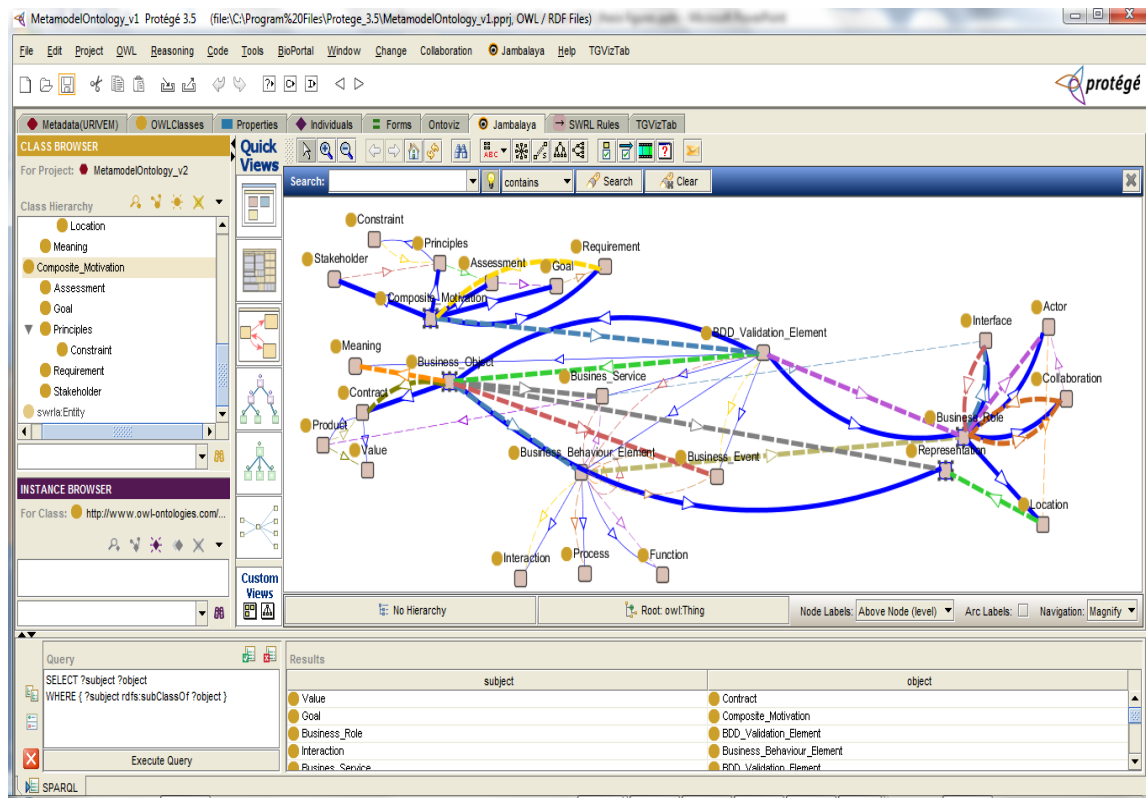 MetamodelOntology_v1 Protégé 3.5 (file:\C:\Program%20Files\Protege_3.5\MetamodelOntology_v1.pprj, OWL / RDF Files)
File Edit Project OWL Reasoning Code Tools BioPortal Window Change Collaboration Jambalaya Help TGVizTab
protégé
Metadata(URIVEM) OWLClasses Properties Individuals Forms Ontoviz Jambalaya SWRL Rules TGVizTab
CLASS BROWSER
For Project: MetamodelOntology_v2
Class Hierarchy
Location
Meaning
Composite_Motivation
Assessment
Goal
Principles
Constraint
Requirement
Stakeholder
swrla:Entity
INSTANCE BROWSER
For Class: http://www.owl-ontologies.com/...
Quick
Views
Custom
Views
ABC
Search: contains Search Clear
Constraint
Principles
Requirement
Stakeholder
Assessment
Goal
Composite_Motivation
Actor
Interface
BDD_Validation_Element
Meaning
Business_Object
Busines_Service
Collaboration
Contract
Business_Role
Product
Value
Business_Behaviour_Element
Business_Event
Representation
Location
Interaction
Process
Function
No Hierarchy Root: owl:Thing Node Labels: Above Node (level) Arc Labels: Navigation: Magnify
Query
SELECT ?subject ?object
WHERE { ?subject rdfs:subClassOf ?object }
Execute Query
SPARQL
Results
subject object
Value Contract
Goal Composite_Motivation
Business_Role BDD_Validation_Element
Interaction Business_Behaviour_Element
Busines_Service BDD_Validation_Element